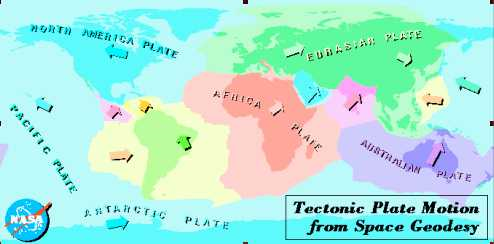 NORTH AMERICA PLATE
EURASIAN PLATE
AFRICA PLATE
PACIFIC PLATE
AUSTRALIAN PLATE
ANTARCTIC PLATE
NASA
Tectonic Plate Motion
from Space Geodesy